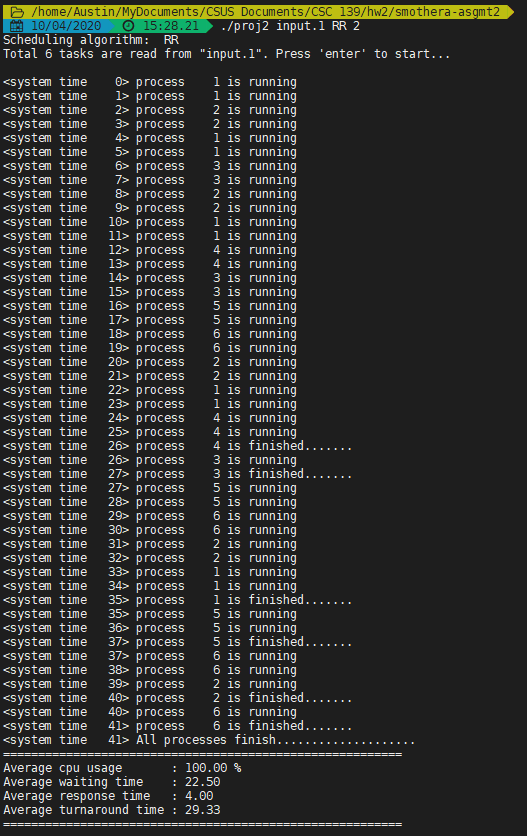 /home/Austin/MyDocuments/CSUS Documents/CSC 139/hw2/smothera-asgmt2
10/04/2020 15:28.21 ./proj2 input.1 RR 2
Scheduling algorithm:  RR
Total 6 tasks are read from "input.1". Press 'enter' to start...

<system time    0> process    1 is running
<system time    1> process    1 is running
<system time    2> process    2 is running
<system time    3> process    2 is running
<system time    4> process    1 is running
<system time    5> process    1 is running
<system time    6> process    3 is running
<system time    7> process    3 is running
<system time    8> process    2 is running
<system time    9> process    2 is running
<system time   10> process    1 is running
<system time   11> process    1 is running
<system time   12> process    4 is running
<system time   13> process    4 is running
<system time   14> process    3 is running
<system time   15> process    3 is running
<system time   16> process    5 is running
<system time   17> process    5 is running
<system time   18> process    6 is running
<system time   19> process    6 is running
<system time   20> process    2 is running
<system time   21> process    2 is running
<system time   22> process    1 is running
<system time   23> process    1 is running
<system time   24> process    4 is running
<system time   25> process    4 is running
<system time   26> process    4 is finished.......
<system time   26> process    3 is running
<system time   27> process    3 is finished.......
<system time   27> process    5 is running
<system time   28> process    5 is running
<system time   29> process    6 is running
<system time   30> process    6 is running
<system time   31> process    2 is running
<system time   32> process    2 is running
<system time   33> process    1 is running
<system time   34> process    1 is running
<system time   35> process    1 is finished.......
<system time   35> process    5 is running
<system time   36> process    5 is running
<system time   37> process    5 is finished.......
<system time   37> process    6 is running
<system time   38> process    6 is running
<system time   39> process    2 is running
<system time   40> process    2 is finished.......
<system time   40> process    6 is running
<system time   41> process    6 is finished.......
<system time   41> All processes finish....................
========================================================
Average cpu usage       : 100.00 %
Average waiting time    : 22.50
Average response time   : 4.00
Average turnaround time : 29.33
========================================================